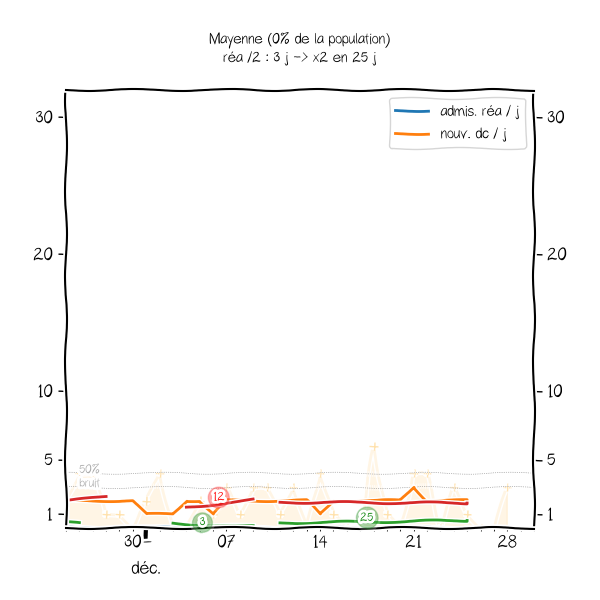 Mayenne (0% de la population)
réa /2 : 3 j -> x2 en 25 j
admis. réa / j
nouv. dc / j
30 30
20 20
10 10
5 5
50%
bruit
1 1
12
3
25
30 07 14 21 28
déc.